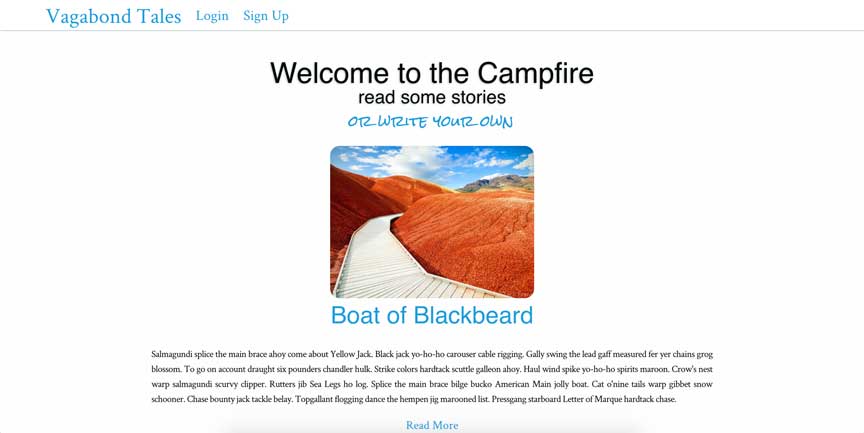 Vagabond Tales Login Sign Up
Welcome to the Campfire
read some stories
or write your own
Boat of Blackbeard
Salmagundi splice the main brace ahoy come about Yellow Jack. Black jack yo-ho-ho carouser cable rigging. Gally swing the lead gaff measured fer yer chains grog
blossom. To go on account draught six pounders chandler hulk. Strike colors hardtack scuttle galleon ahoy. Haul wind spike yo-ho-ho spirits maroon. Crow's nest
warp salmagundi scurvy clipper. Rutters jib Sea Legs ho log. Splice the main brace bilge bucko American Main jolly boat. Cat o'nine tails warp gibbet snow
schooner. Chase bounty jack tackle belay. Topgallant flogging dance the hempen jig marooned list. Pressgang starboard Letter of Marque hardtack chase.
Read More